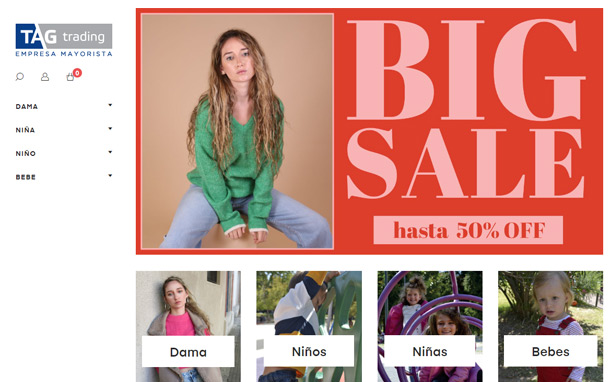 TAG trading
EMPRESA MAYORISTA
0
DAMA
NIÑA
NIÑO
BEBE
BIG
SALE
hasta 50% OFF
Dama
Niños
Niñas
Bebes